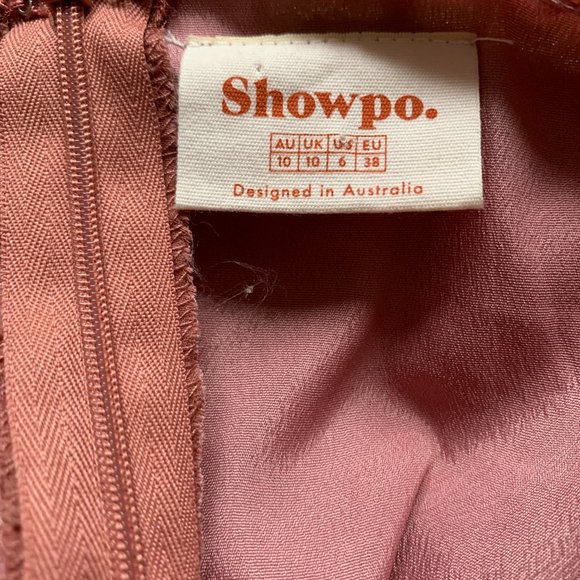 Showpo.
AU UK US EU
10 10 6 38
Designed in Australia